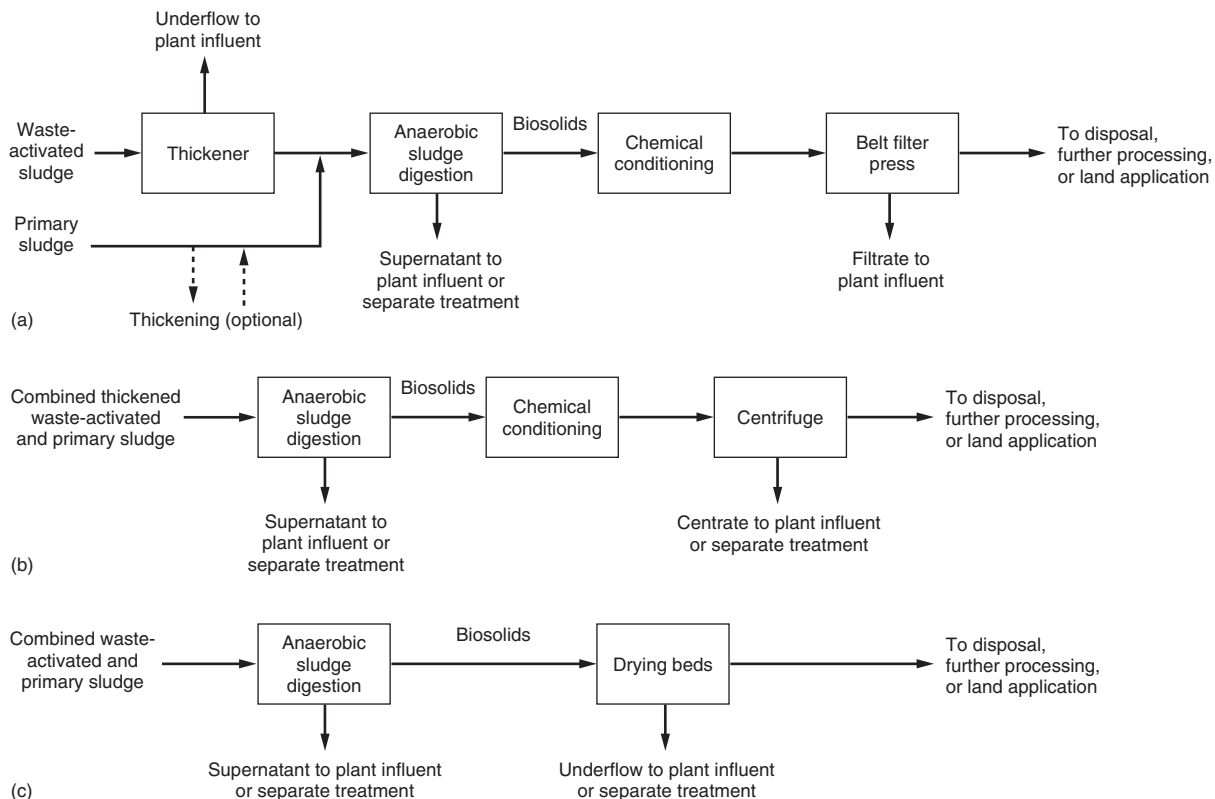 Underflow to
plant influent
Waste-
activated
sludge
Thickener
Anaerobic
sludge
digestion
Biosolids
Chemical
conditioning
Belt filter
press
To disposal,
further processing,
or land application
Primary
sludge
Supernatant to
plant influent or
separate treatment
Filtrate to
plant influent
Thickening (optional)
(a)
Combined thickened
waste-activated
and primary sludge
Anaerobic
sludge
digestion
Biosolids
Chemical
conditioning
Centrifuge
To disposal,
further processing,
or land application
Supernatant to
plant influent or
separate treatment
Centrate to plant influent
or separate treatment
(b)
Combined waste-
activated and
primary sludge
Anaerobic
sludge
digestion
Biosolids
Drying beds
To disposal,
further processing,
or land application
Supernatant to plant influent
or separate treatment
Underflow to plant influent
or separate treatment
(c)